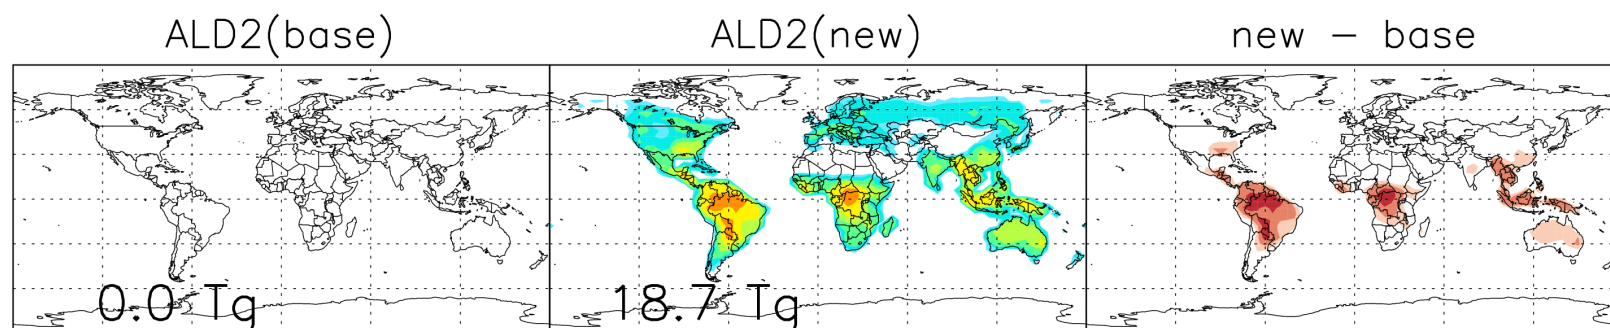 ALD2(base) ALD2(new) new − base
0.0 Tg 18.7 Tg